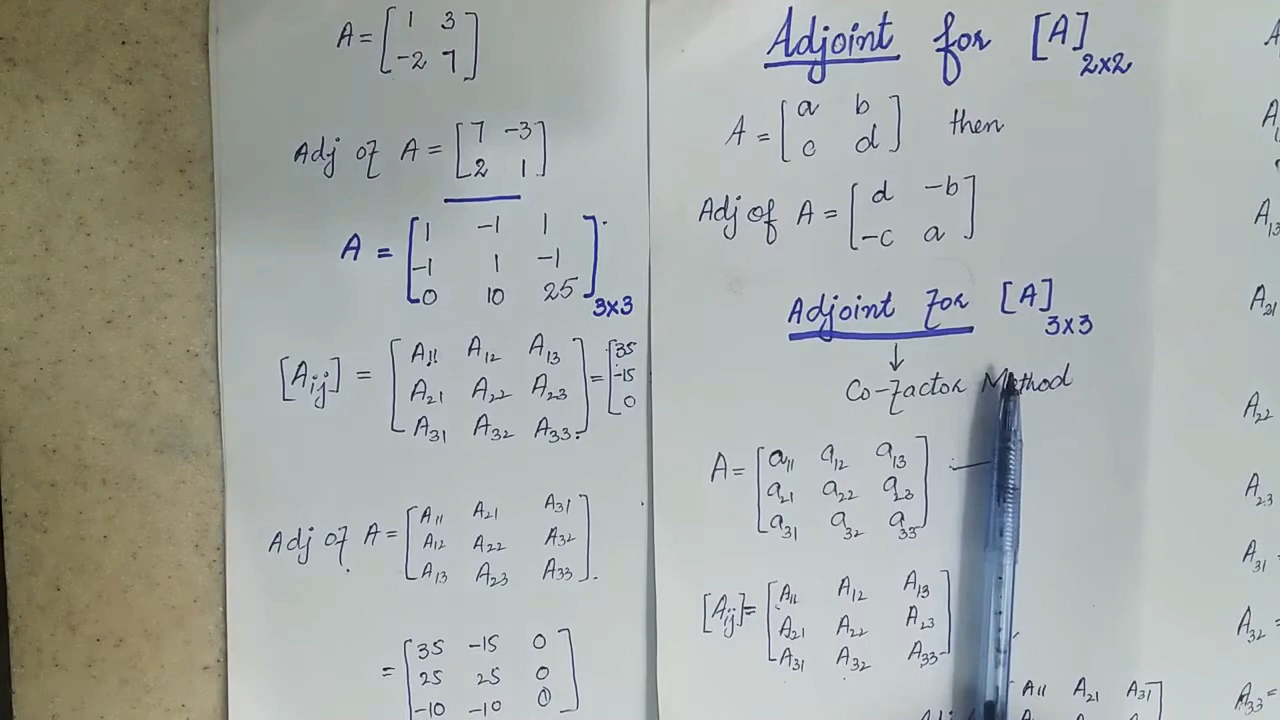 A = [1 3
-2 7]
Adj of A = [7 -3
2 1]
A = [1 -1 1
-1 1 -1
0 10 25] 3x3
[Aij] = [A11 A12 A13
A21 A22 A23
A31 A32 A33] = [35
-15
0
Adj of A = [A11 A21 A31
A12 A22 A32
A13 A23 A33].
= [35 -15 0
25 25 0
-10 -10 0]
Adjoint for [A] 2x2
A = [a b
c d] then
Adj of A = [d -b
-c a]
Adjoint for [A] 3x3
↓
Co-factor Method
A = [a11 a12 a13
a21 a22 a23
a31 a32 a33]
[Aij] = [A11 A12 A13
A21 A22 A23
A31 A32 A33]
A11 A21 A31]
A13
A21
A22
A23
A31
A32 =
A33 =